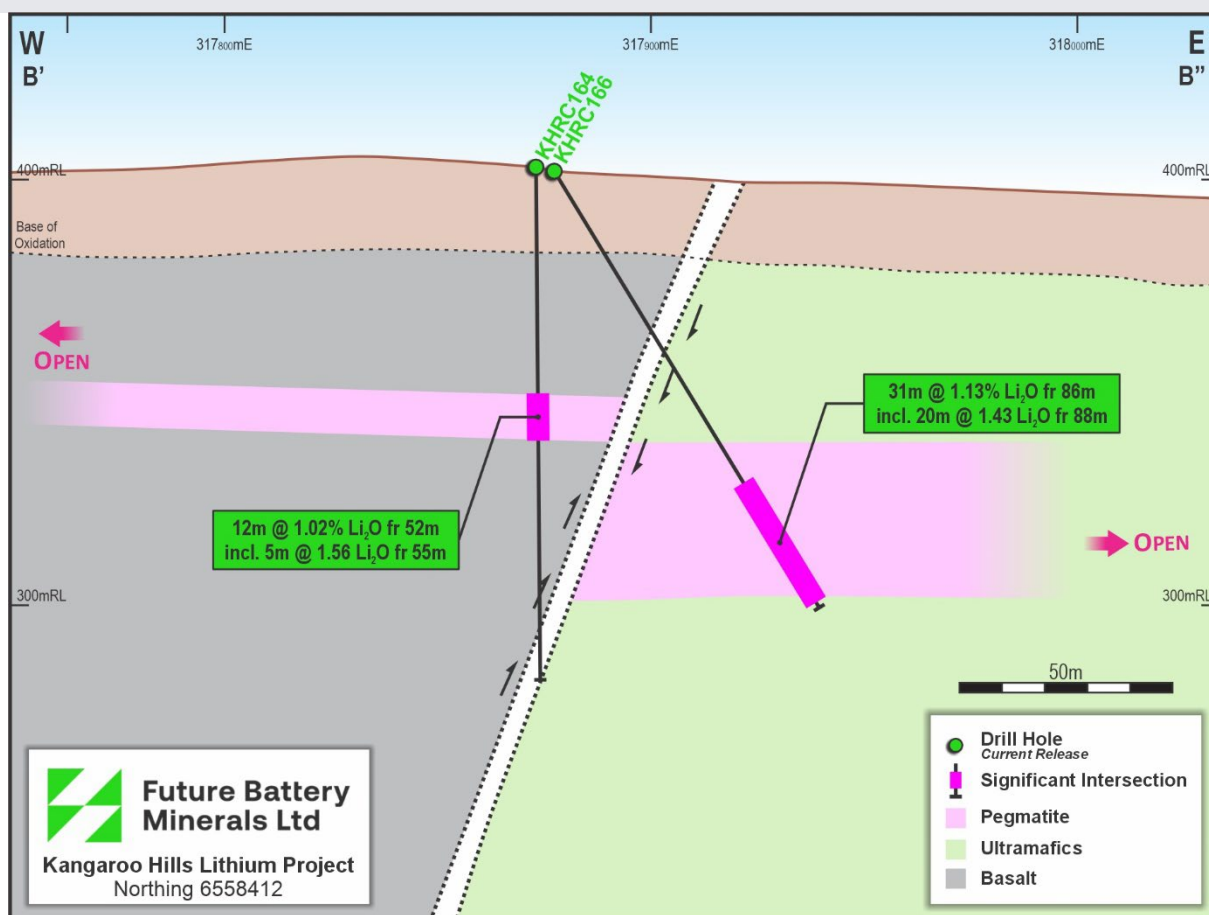 W
B'
317800mE
317900mE
318000mE
E
B"
KHRC164
KHRC166
400mRL
400mRL
Base of
Oxidation
OPEN
31m @ 1.13% Li₂O fr 86m
incl. 20m @ 1.43 Li₂O fr 88m
12m @ 1.02% Li₂O fr 52m
incl. 5m @ 1.56 Li₂O fr 55m
OPEN
300mRL
300mRL
50m
Future Battery
Minerals Ltd
Kangaroo Hills Lithium Project
Northing 6558412
Drill Hole
Current Release
Significant Intersection
Pegmatite
Ultramafics
Basalt